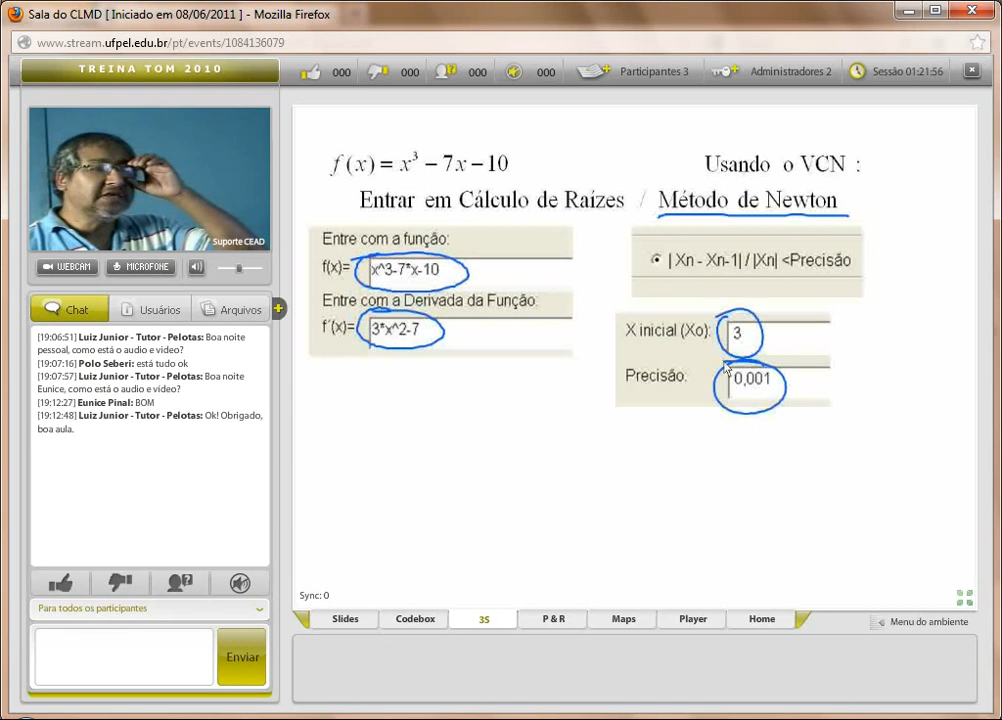 Sala do CLMD [ Iniciado em 08/06/2011 ] - Mozilla Firefox
www.stream.ufpel.edu.br/pt/events/1084136079
TREINA TOM 2010
000
000
000
000
Participantes 3
Administradores 2
Sessão 01:21:56
Suporte CEAD
WEBCAM
MICROFONE
Chat
Usuários
Arquivos
[19:06:51] Luiz Junior - Tutor - Pelotas: Boa noite
pessoal, como está o audio e video?
[19:07:16] Polo Seberi: está tudo ok
[19:07:57] Luiz Junior - Tutor - Pelotas: Boa noite
Eunice, como está o audio e vídeo?
[19:12:27] Eunice Pinal: BOM
[19:12:48] Luiz Junior - Tutor - Pelotas: Ok! Obrigado,
boa aula.
Para todos os participantes
Enviar
f(x) = x³ − 7x − 10
Usando o VCN :
Entrar em Cálculo de Raízes / Método de Newton
Entre com a função:
f(x)= x^3-7*x-10
Entre com a Derivada da Função:
f´(x)= 3*x^2-7
| Xn - Xn-1| / |Xn| <Precisão
X inicial (Xo): 3
Precisão: 0,001
Sync: 0
Slides
Codebox
3S
P & R
Maps
Player
Home
Menu do ambiente